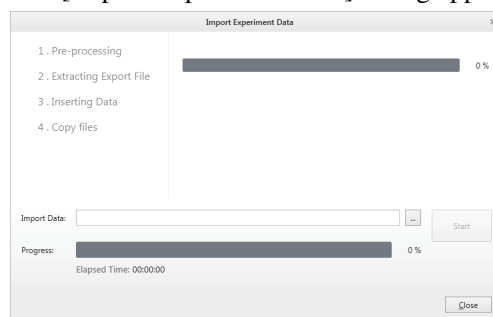 Import Experiment Data
1 . Pre-processing
0 %
2 . Extracting Export File
3 . Inserting Data
4 . Copy files
Import Data:
...
Start
Progress:
0 %
Elapsed Time: 00:00:00
Close